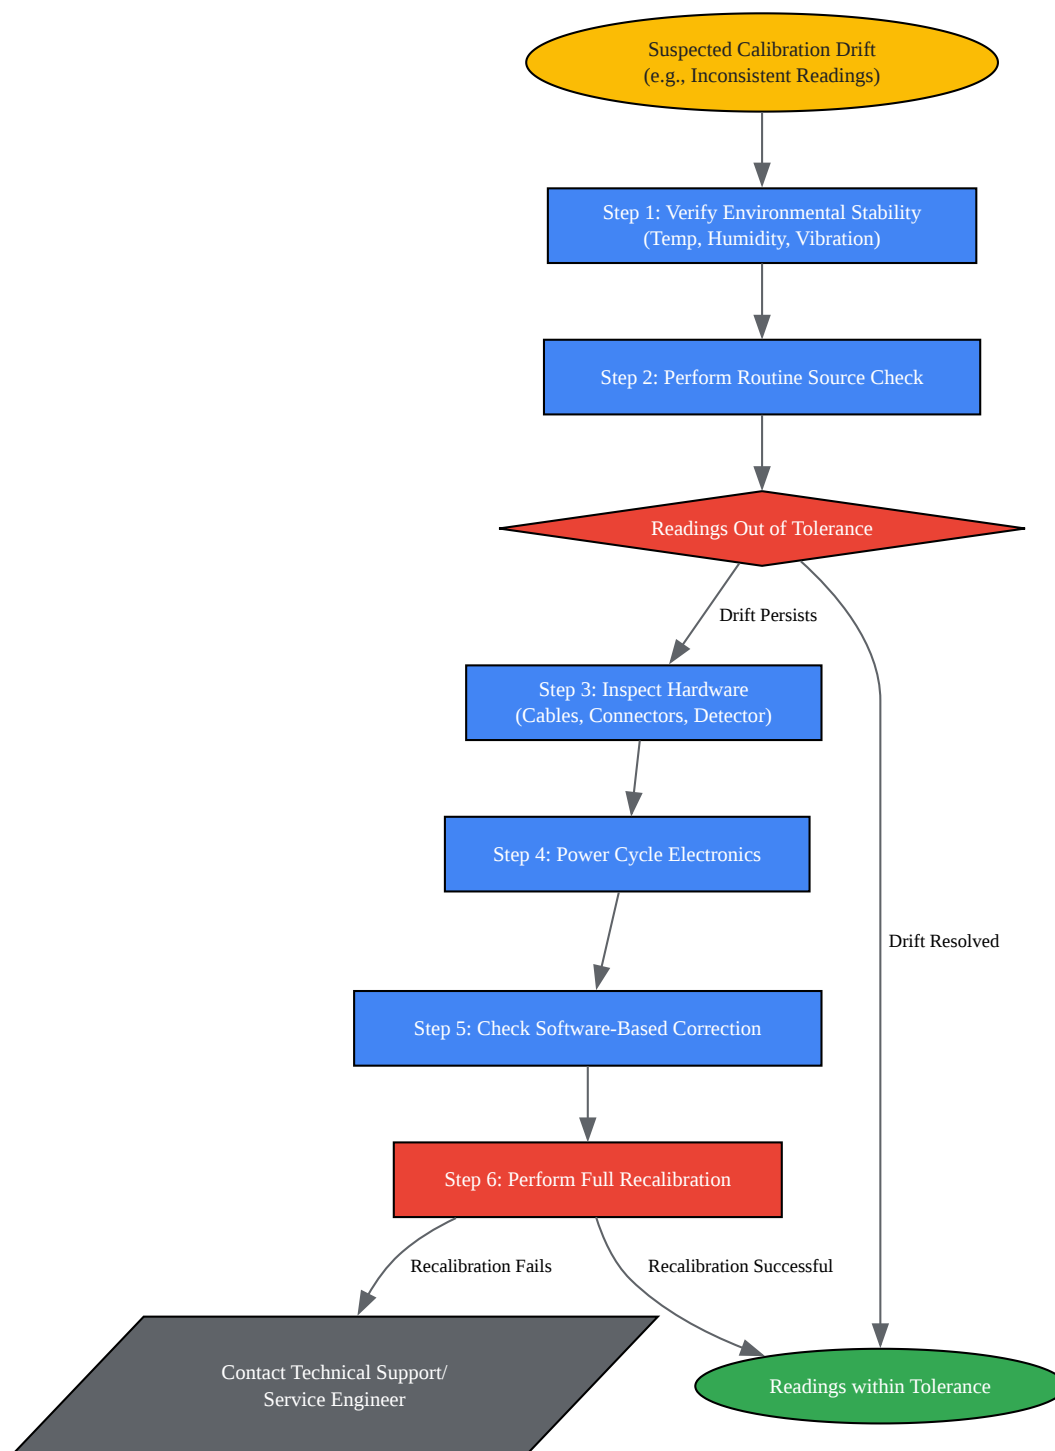 Suspected Calibration Drift
(e.g., Inconsistent Readings)
Step 1: Verify Environmental Stability
(Temp, Humidity, Vibration)
Step 2: Perform Routine Source Check
Readings Out of Tolerance
Drift Persists
Step 3: Inspect Hardware
(Cables, Connectors, Detector)
Step 4: Power Cycle Electronics
Drift Resolved
Step 5: Check Software-Based Correction
Step 6: Perform Full Recalibration
Recalibration Fails
Recalibration Successful
Contact Technical Support/
Service Engineer
Readings within Tolerance